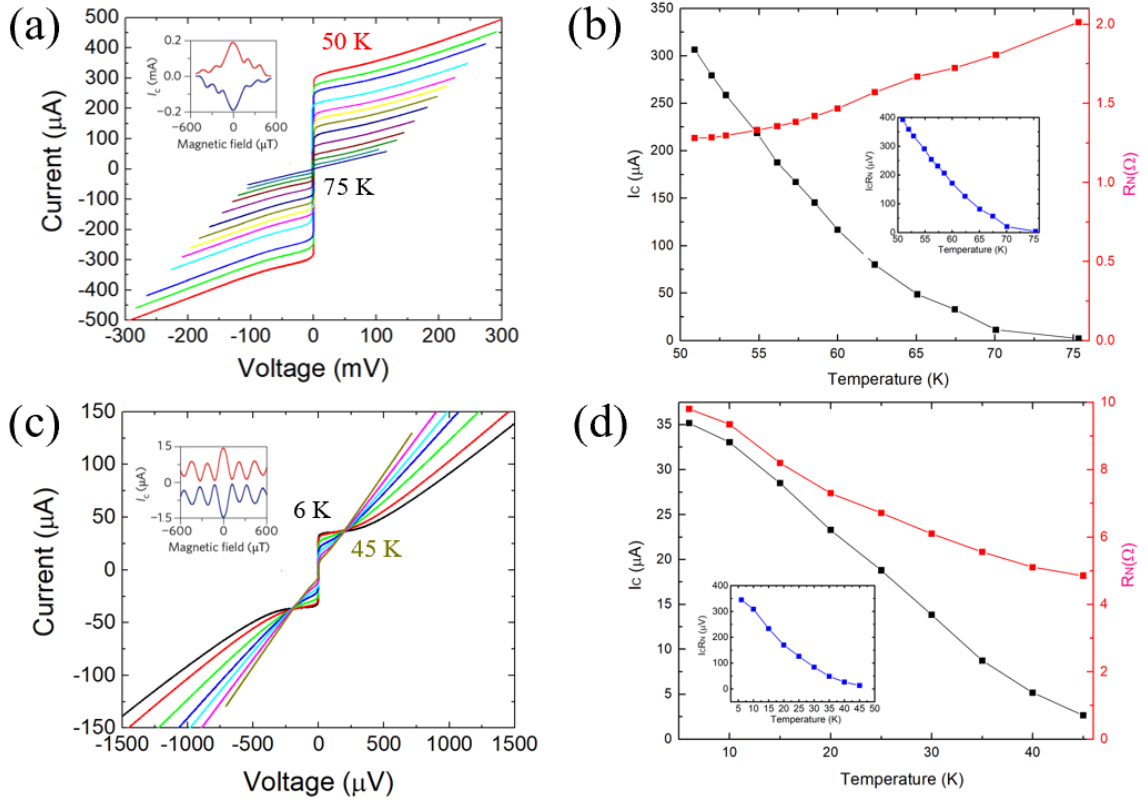 (a)
500
400
300
200
100
0
-100
-200
-300
-400
-500
Current (µA)
-300 -200 -100 0 100 200 300
Voltage (mV)
50 K
75 K
0.2
0.0
−0.2
Ic (mA)
−600 0 600
Magnetic field (µT)
(b)
350
300
250
200
150
100
50
0
Ic (µA)
50 55 60 65 70 75
Temperature (K)
2.0
1.5
1.0
0.5
0.0
RN(Ω)
400
300
200
100
0
IcRN (µV)
50 55 60 65 70 75
Temperature (K)
(c)
150
100
50
0
-50
-100
-150
Current (µA)
-1500 -1000 -500 0 500 1000 1500
Voltage (µV)
6 K
45 K
1.5
0
−1.5
Ic (µA)
−600 0 600
Magnetic field (µT)
(d)
35
30
25
20
15
10
5
0
Ic (µA)
10 20 30 40
Temperature (K)
10
8
6
4
2
0
RN(Ω)
400
300
200
100
0
IcRN (µV)
5 10 15 20 25 30 35 40 45 50
Temperature (K)